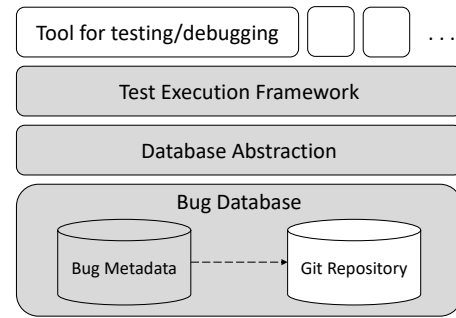 Tool for testing/debugging
...
Test Execution Framework
Database Abstraction
Bug Database
Bug Metadata
Git Repository